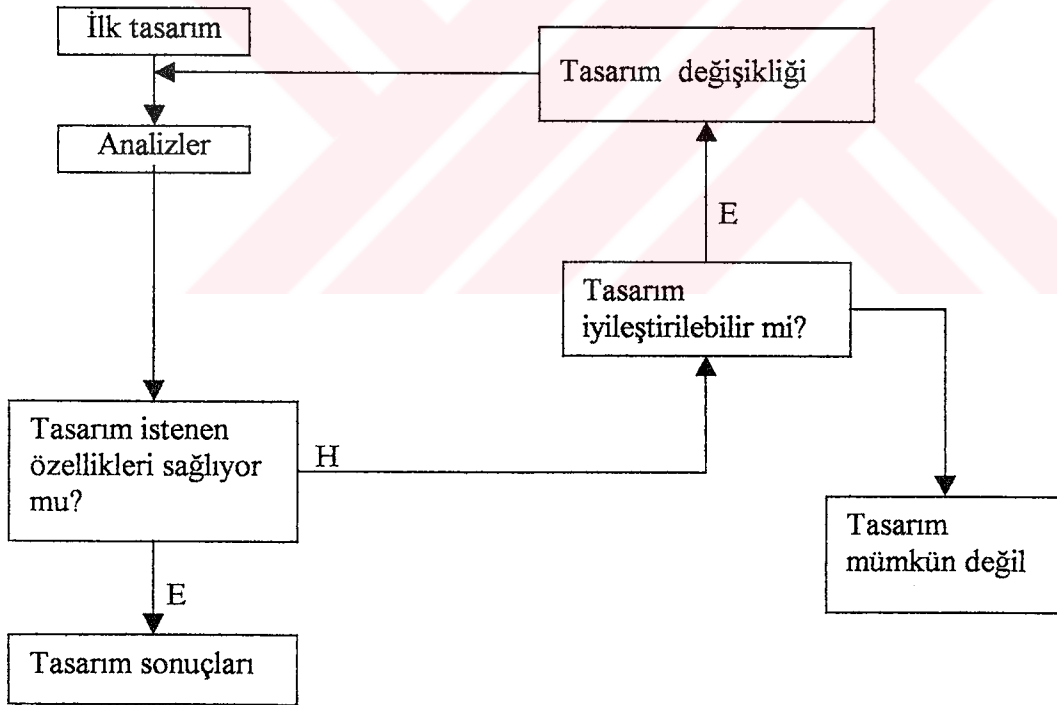 İlk tasarım
Tasarım değişikliği
Analizler
E
Tasarım
iyileştirilebilir mi?
Tasarım istenen
özellikleri sağlıyor
mu?
H
Tasarım
mümkün değil
E
Tasarım sonuçları